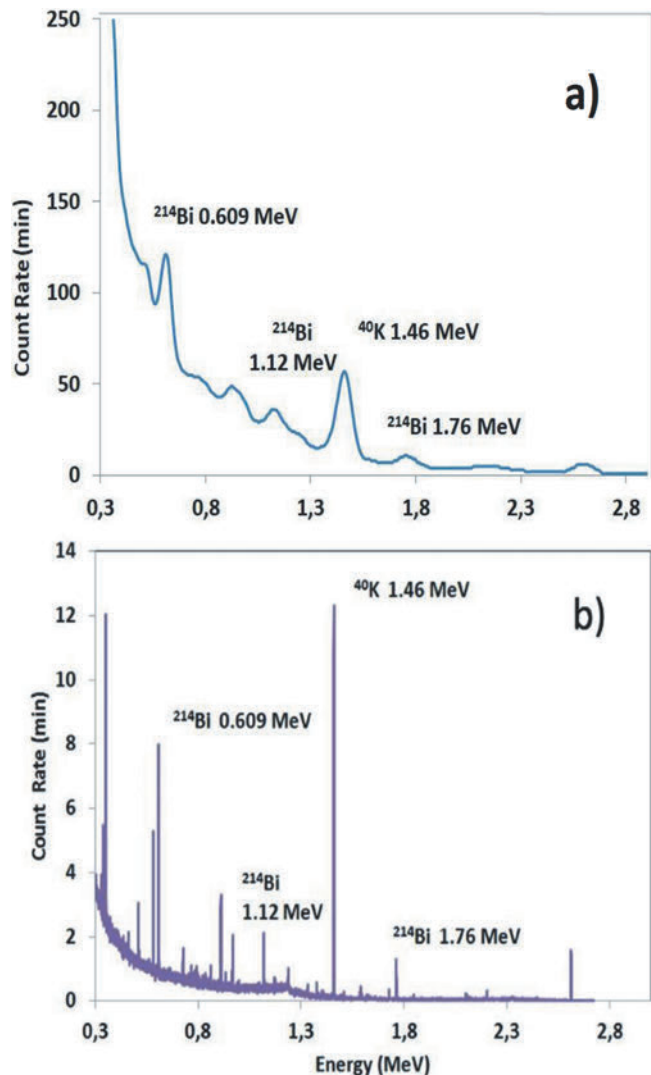 250
200
150
100
50
0
Count Rate (min)
a)
²¹⁴Bi 0.609 MeV
²¹⁴Bi
1.12 MeV
⁴⁰K 1.46 MeV
²¹⁴Bi 1.76 MeV
0,3 0,8 1,3 1,8 2,3 2,8
14
12
10
8
6
4
2
0
Count Rate (min)
b)
⁴⁰K 1.46 MeV
²¹⁴Bi 0.609 MeV
²¹⁴Bi
1.12 MeV
²¹⁴Bi 1.76 MeV
0,3 0,8 1,3 1,8 2,3 2,8
Energy (MeV)